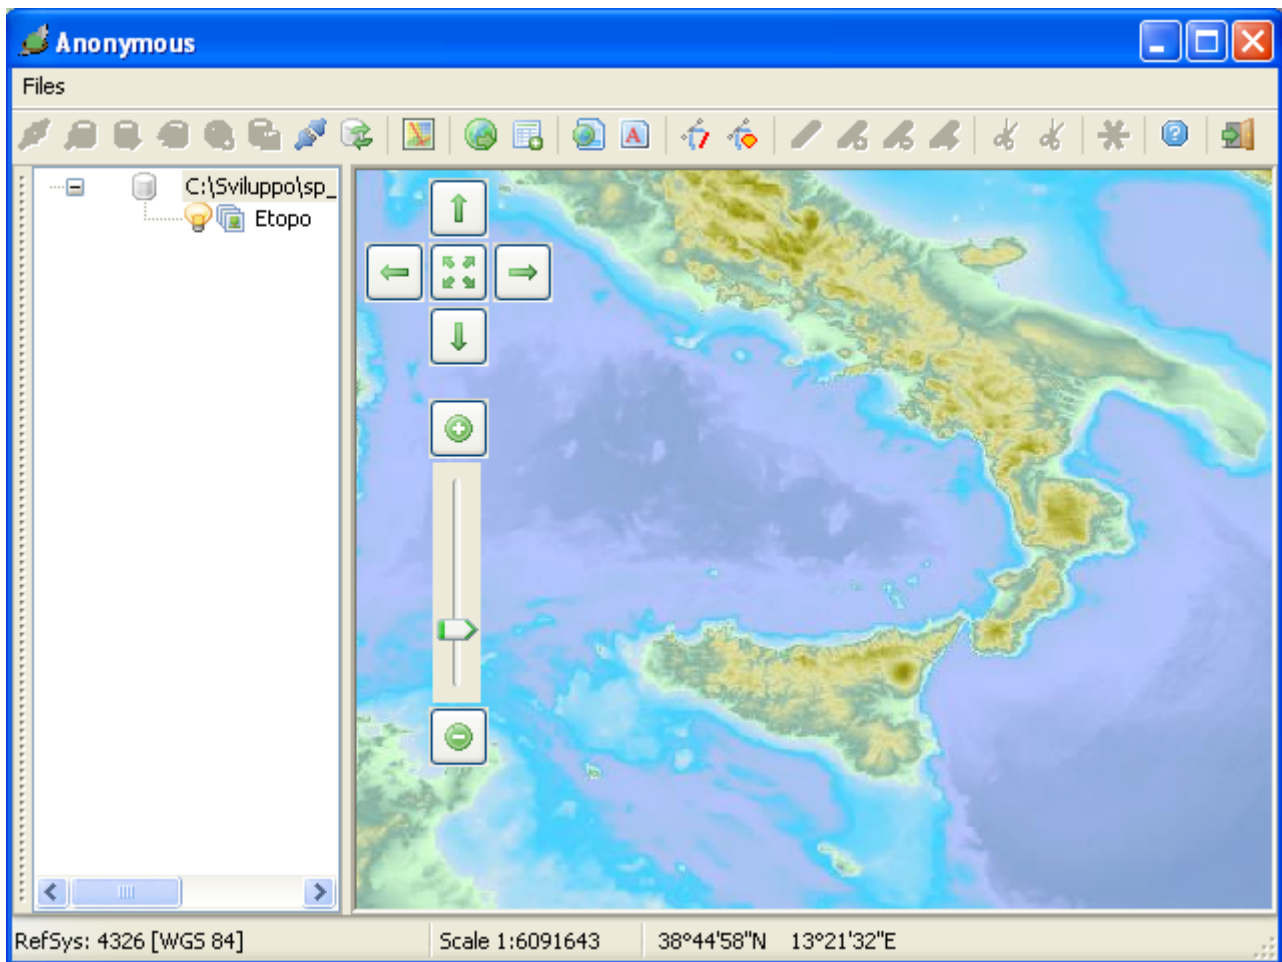 Anonymous
Files
C:\Sviluppo\sp_
Etopo
RefSys: 4326 [WGS 84]
Scale 1:6091643
38°44'58"N 13°21'32"E